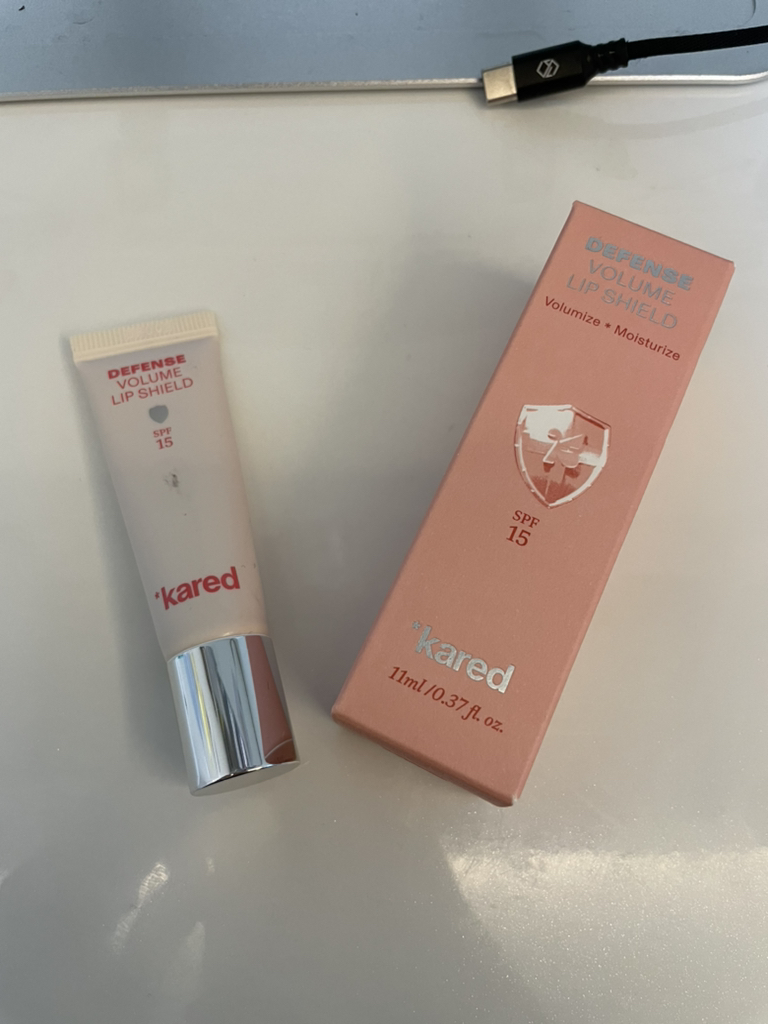 DEFENSE
VOLUME
LIP SHIELD
SPF
15
*kared
DEFENSE
VOLUME
LIP SHIELD
Volumize • Moisturize
SPF
15
*kared
11ml/0.37 fl. oz.